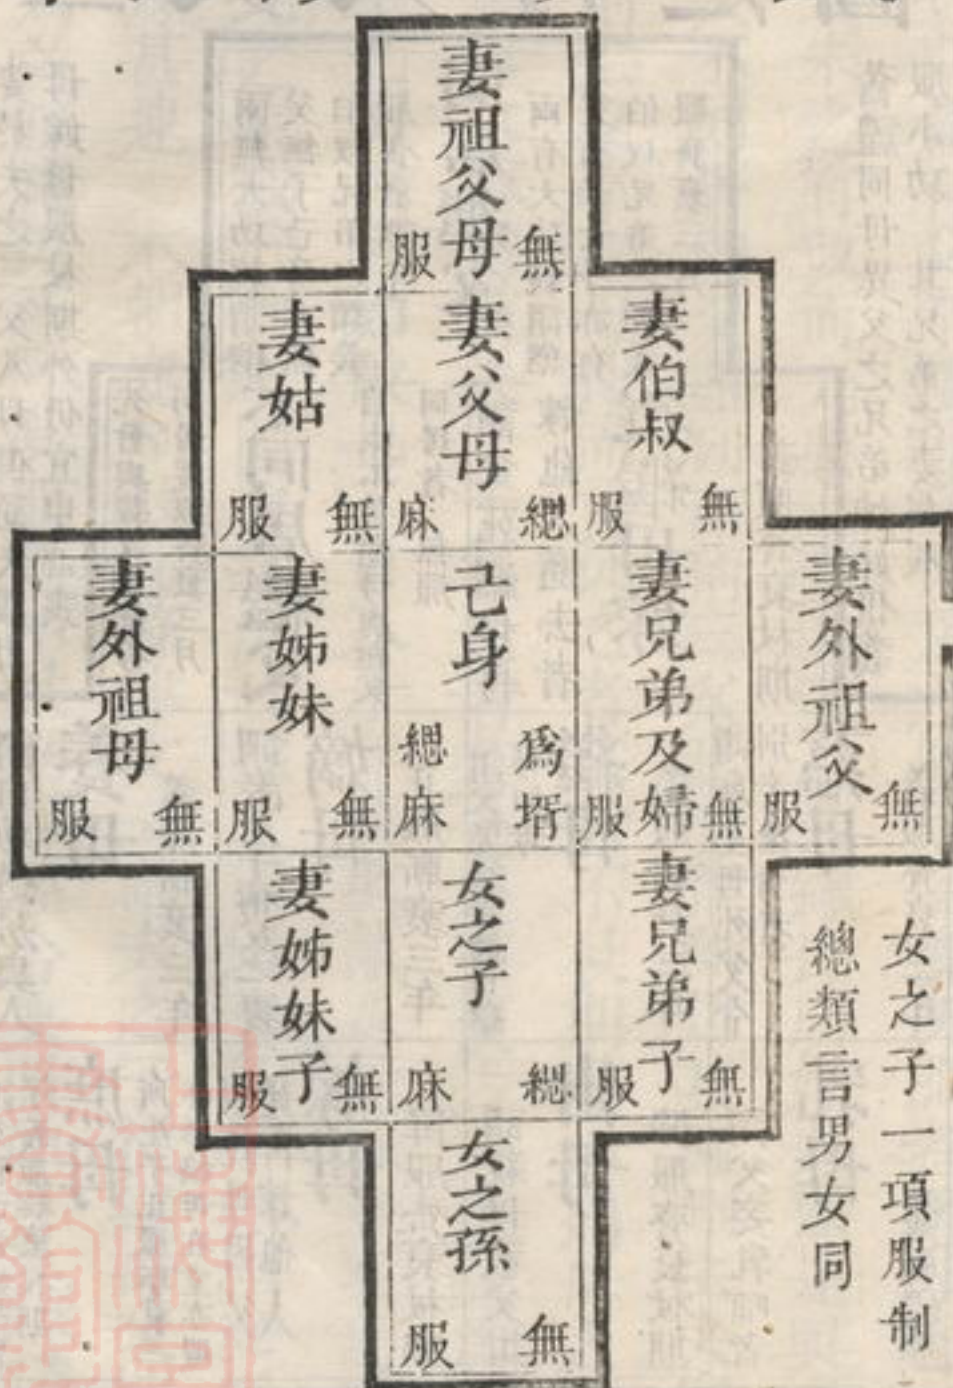 妻祖父母
無服
妻伯叔
無服
妻父母
緦麻
妻姑
無服
妻外祖父
無服
妻兄弟及婦
無服
己身
爲壻
緦麻
妻姊妹
無服
妻外祖母
無服
妻兄弟子
無服
女之子
緦麻
妻姊妹子
無服
女之孫
無服
女之子一項服制
總類言男女同